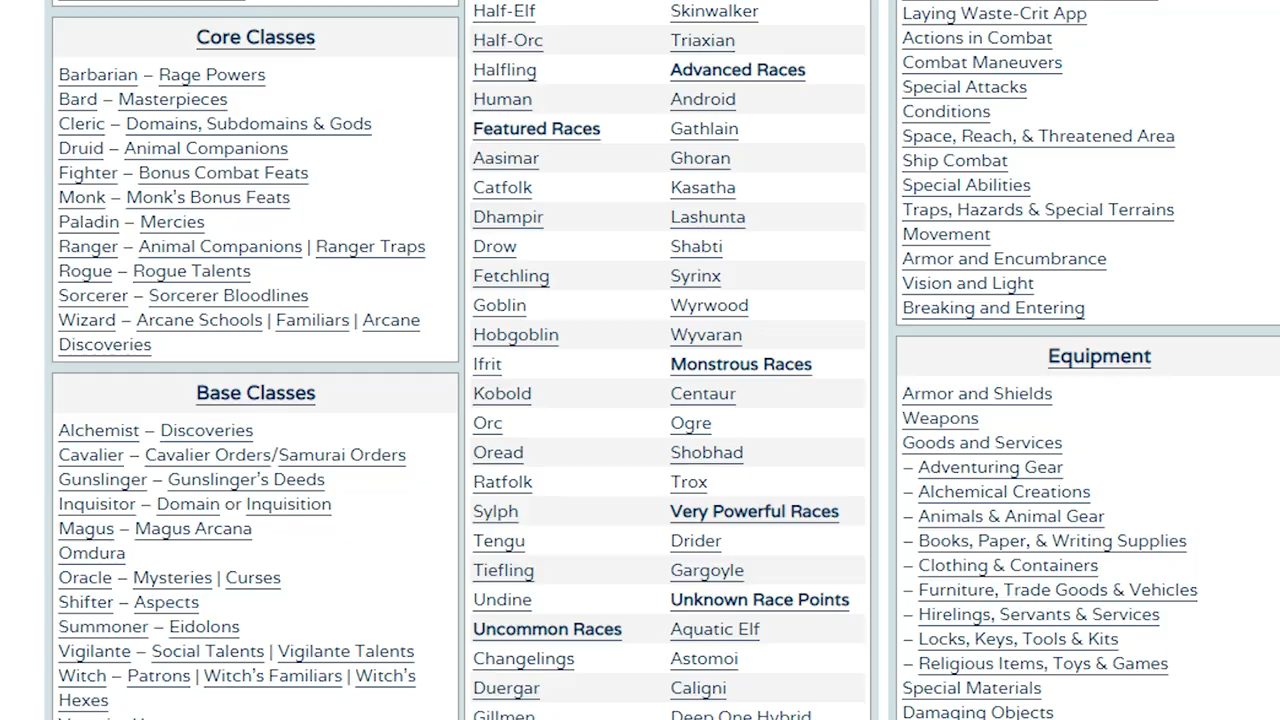 Core Classes
Barbarian – Rage Powers
Bard – Masterpieces
Cleric – Domains, Subdomains & Gods
Druid – Animal Companions
Fighter – Bonus Combat Feats
Monk – Monk's Bonus Feats
Paladin – Mercies
Ranger – Animal Companions | Ranger Traps
Rogue – Rogue Talents
Sorcerer – Sorcerer Bloodlines
Wizard – Arcane Schools | Familiars | Arcane
Discoveries
Base Classes
Alchemist – Discoveries
Cavalier – Cavalier Orders/Samurai Orders
Gunslinger – Gunslinger's Deeds
Inquisitor – Domain or Inquisition
Magus – Magus Arcana
Omdura
Oracle – Mysteries | Curses
Shifter – Aspects
Summoner – Eidolons
Vigilante – Social Talents | Vigilante Talents
Witch – Patrons | Witch's Familiars | Witch's
Hexes
Half-Elf
Half-Orc
Halfling
Human
Featured Races
Aasimar
Catfolk
Dhampir
Drow
Fetchling
Goblin
Hobgoblin
Ifrit
Kobold
Orc
Oread
Ratfolk
Sylph
Tengu
Tiefling
Undine
Uncommon Races
Changelings
Duergar
Gillmen
Skinwalker
Triaxian
Advanced Races
Android
Gathlain
Ghoran
Kasatha
Lashunta
Shabti
Syrinx
Wyrwood
Wyvaran
Monstrous Races
Centaur
Ogre
Shobhad
Trox
Very Powerful Races
Drider
Gargoyle
Unknown Race Points
Aquatic Elf
Astomoi
Caligni
Deep One Hybrid
Laying Waste-Crit App
Actions in Combat
Combat Maneuvers
Special Attacks
Conditions
Space, Reach, & Threatened Area
Ship Combat
Special Abilities
Traps, Hazards & Special Terrains
Movement
Armor and Encumbrance
Vision and Light
Breaking and Entering
Equipment
Armor and Shields
Weapons
Goods and Services
– Adventuring Gear
– Alchemical Creations
– Animals & Animal Gear
– Books, Paper, & Writing Supplies
– Clothing & Containers
– Furniture, Trade Goods & Vehicles
– Hirelings, Servants & Services
– Locks, Keys, Tools & Kits
– Religious Items, Toys & Games
Special Materials
Damaging Objects